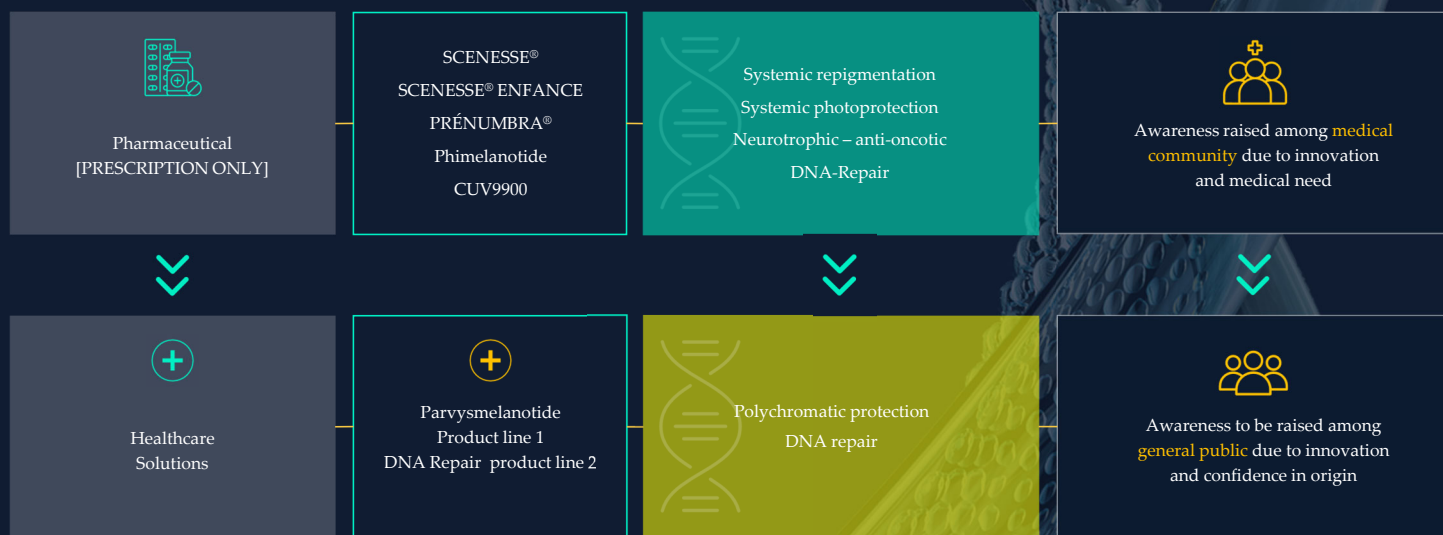 Pharmaceutical
[PRESCRIPTION ONLY]
SCENESSE®
SCENESSE® ENFANCE
PRÉNUMBRA®
Phimelanotide
CUV9900
Systemic repigmentation
Systemic photoprotection
Neurotrophic – anti-oncotic
DNA-Repair
Awareness raised among medical
community due to innovation
and medical need
Healthcare
Solutions
Parvysmelanotide
Product line 1
DNA Repair product line 2
Polychromatic protection
DNA repair
Awareness to be raised among
general public due to innovation
and confidence in origin